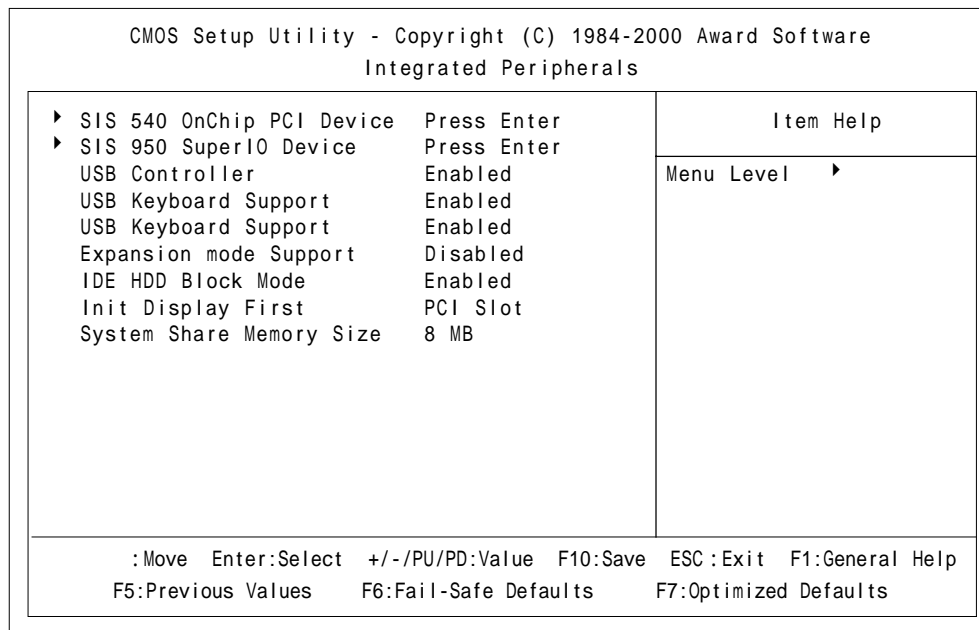 CMOS Setup Utility - Copyright (C) 1984-2000 Award Software
Integrated Peripherals
SIS 540 OnChip PCI Device Press Enter
SIS 950 SuperIO Device Press Enter
USB Controller Enabled
USB Keyboard Support Enabled
USB Keyboard Support Enabled
Expansion mode Support Disabled
IDE HDD Block Mode Enabled
Init Display First PCI Slot
System Share Memory Size 8 MB
Item Help
Menu Level
:Move Enter:Select +/-/PU/PD:Value F10:Save ESC:Exit F1:General Help
F5:Previous Values F6:Fail-Safe Defaults F7:Optimized Defaults